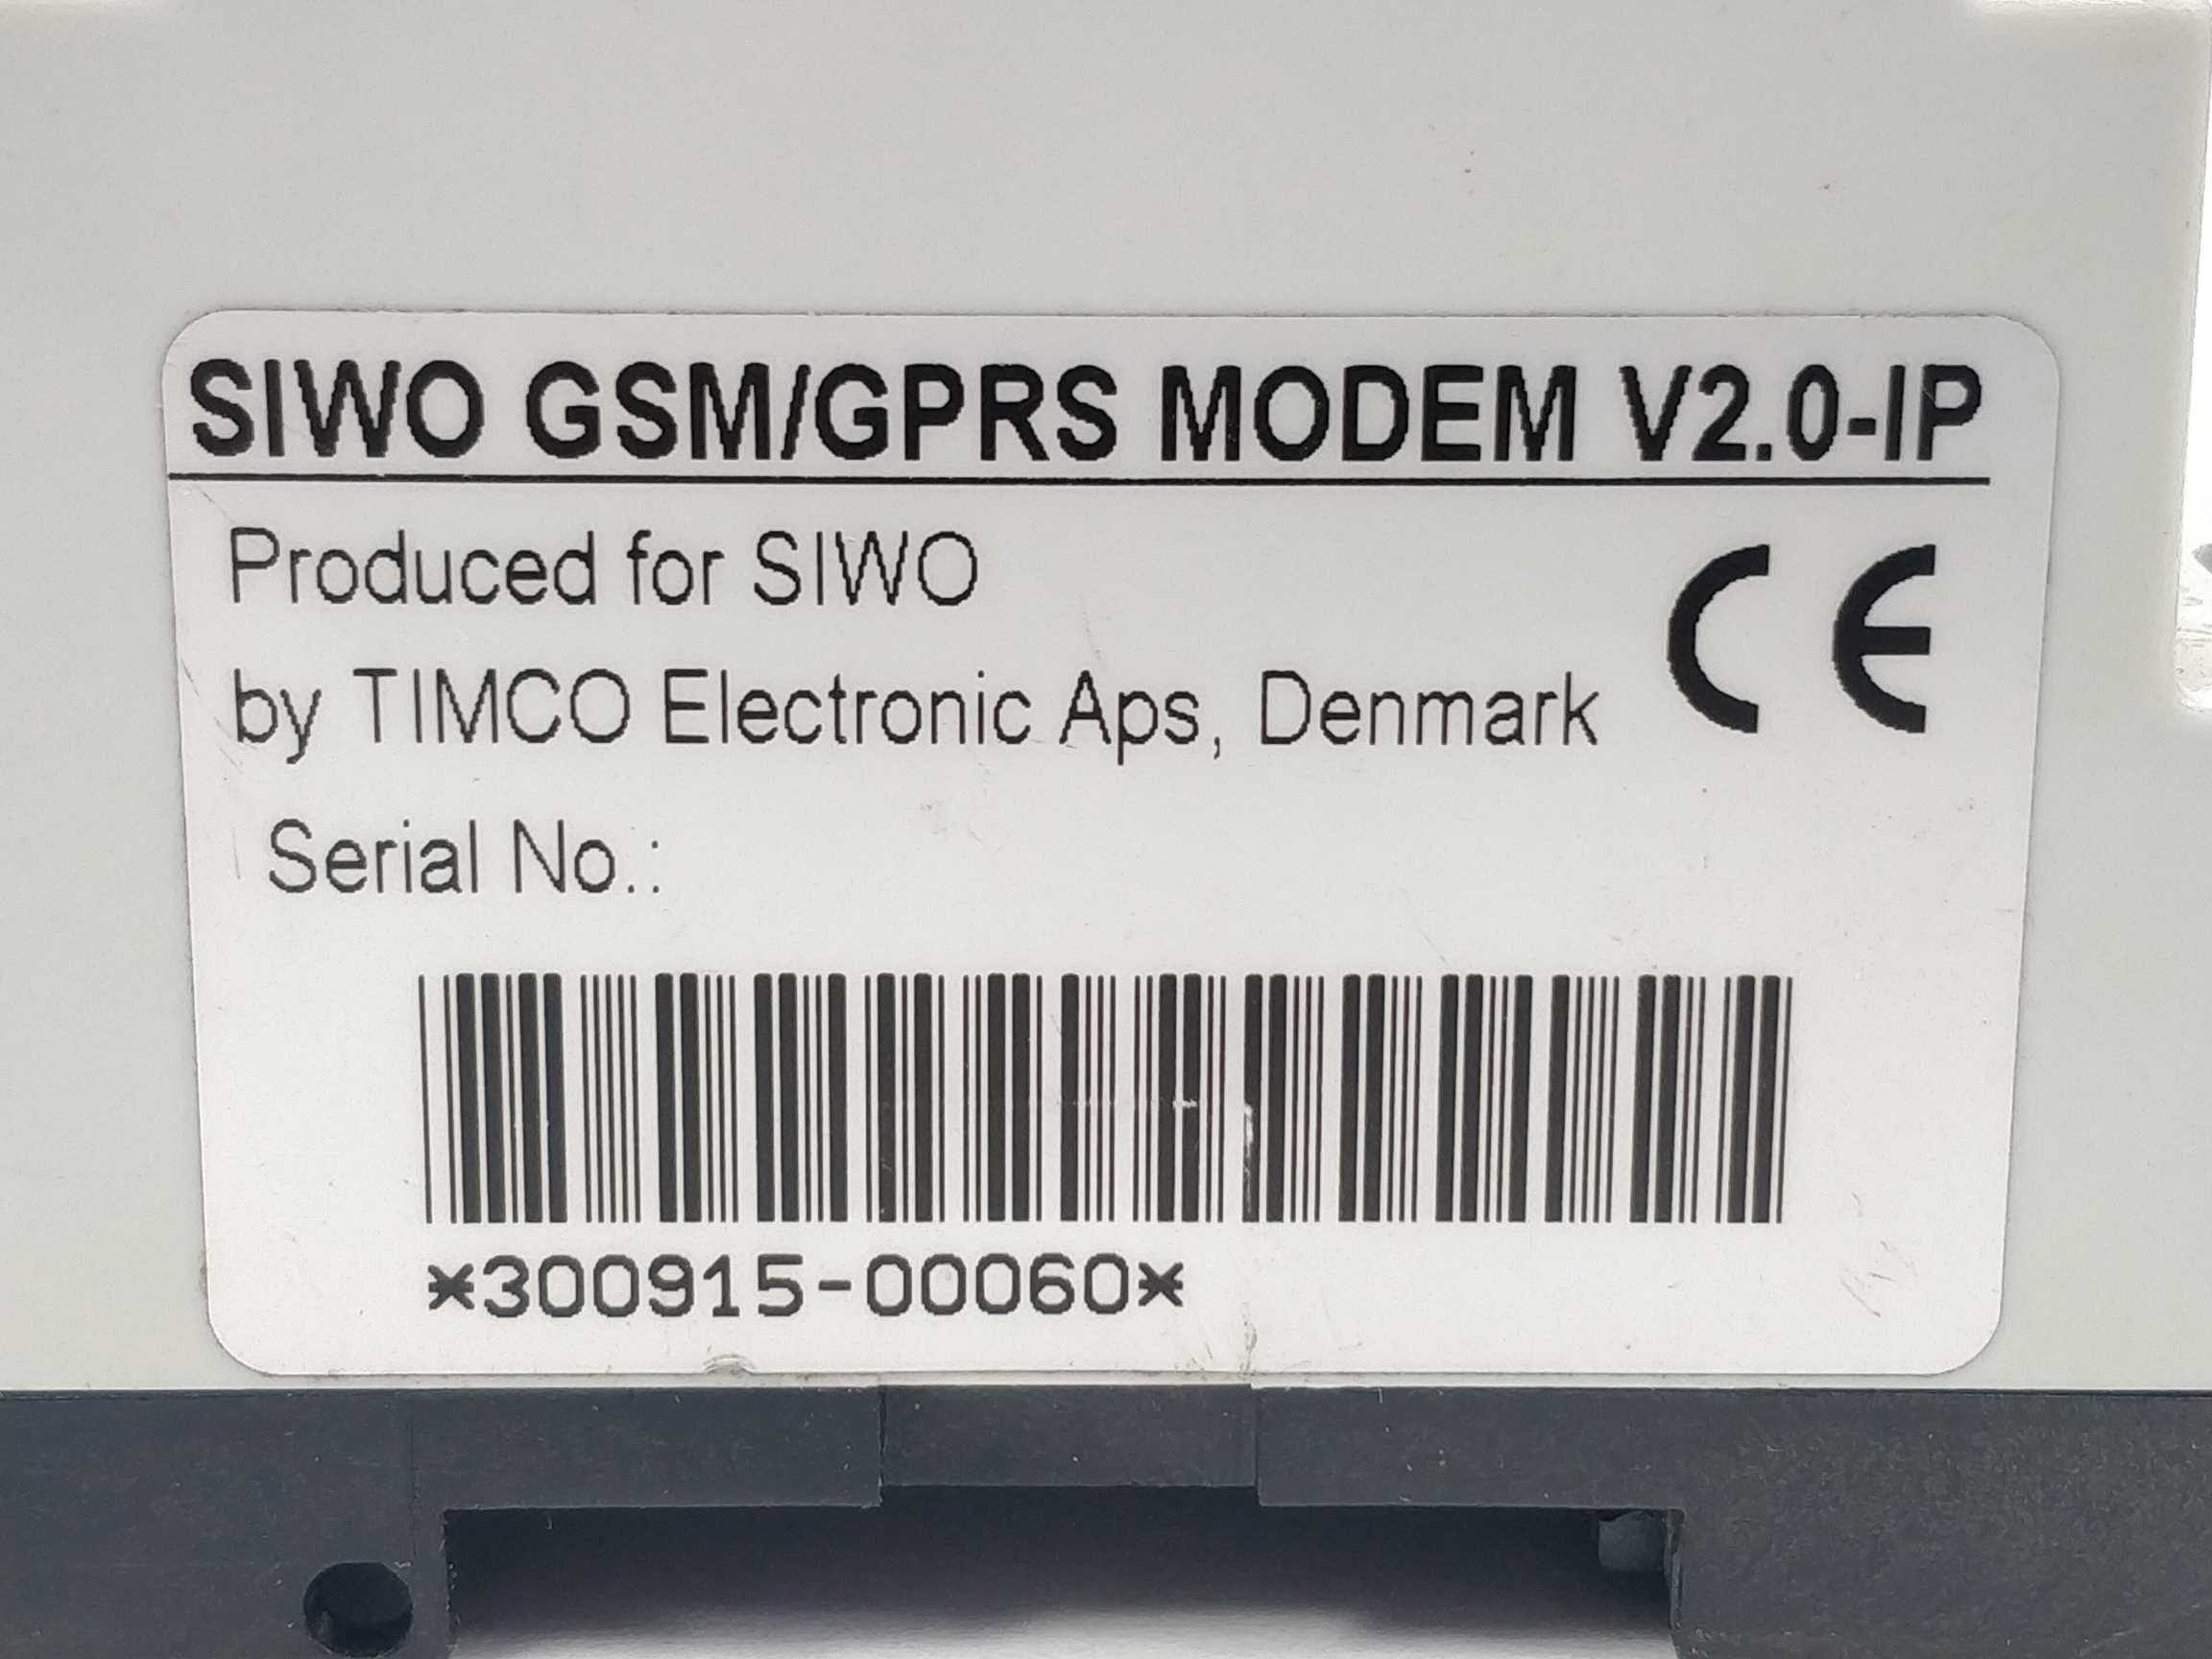 SIWO GSM/GPRS MODEM V2.0-IP
Produced for SIWO
CE
by TIMCO Electronic Aps, Denmark
Serial No.:
*300915-00060*